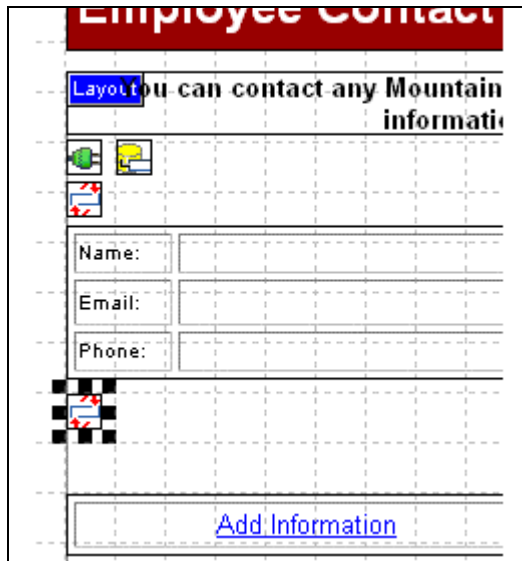 Employee Contact
Layout
You can contact any Mountain
informati
Name:
Email:
Phone:
Add Information